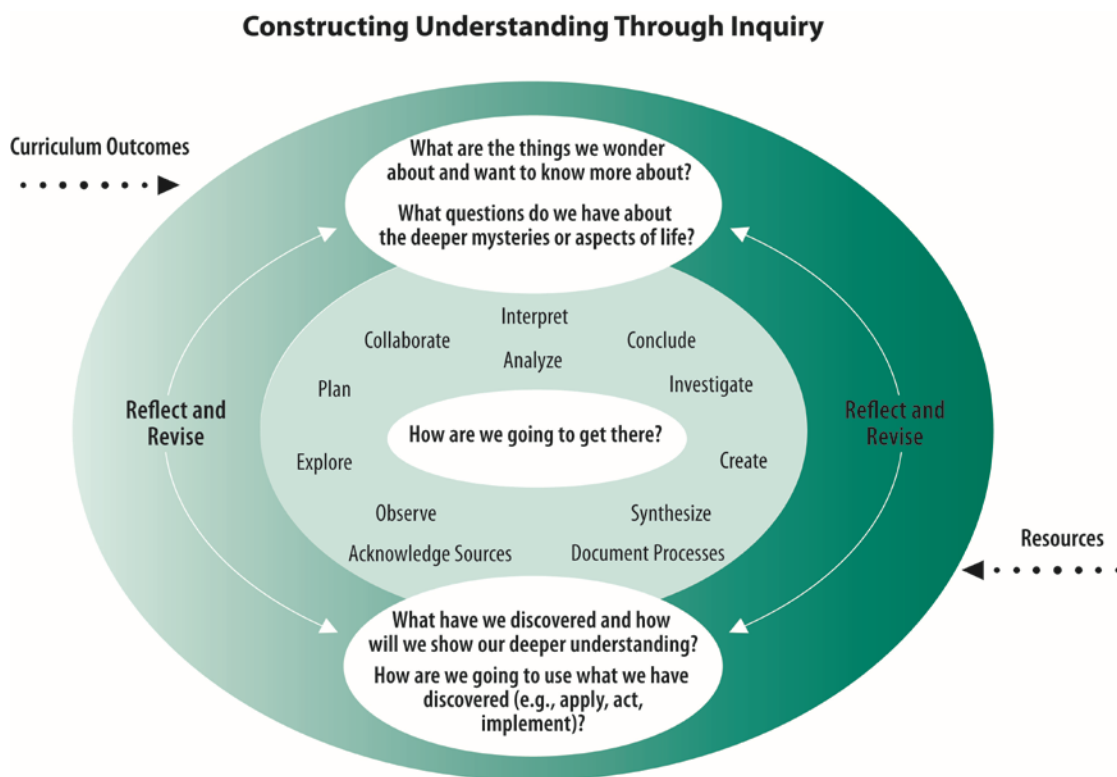 Constructing Understanding Through Inquiry
Curriculum Outcomes
What are the things we wonder
about and want to know more about?
What questions do we have about
the deeper mysteries or aspects of life?
Interpret
Collaborate
Conclude
Analyze
Plan
Investigate
Reflect and
Revise
How are we going to get there?
Reflect and
Revise
Explore
Create
Observe
Synthesize
Acknowledge Sources
Document Processes
Resources
What have we discovered and how
will we show our deeper understanding?
How are we going to use what we have
discovered (e.g., apply, act,
implement)?